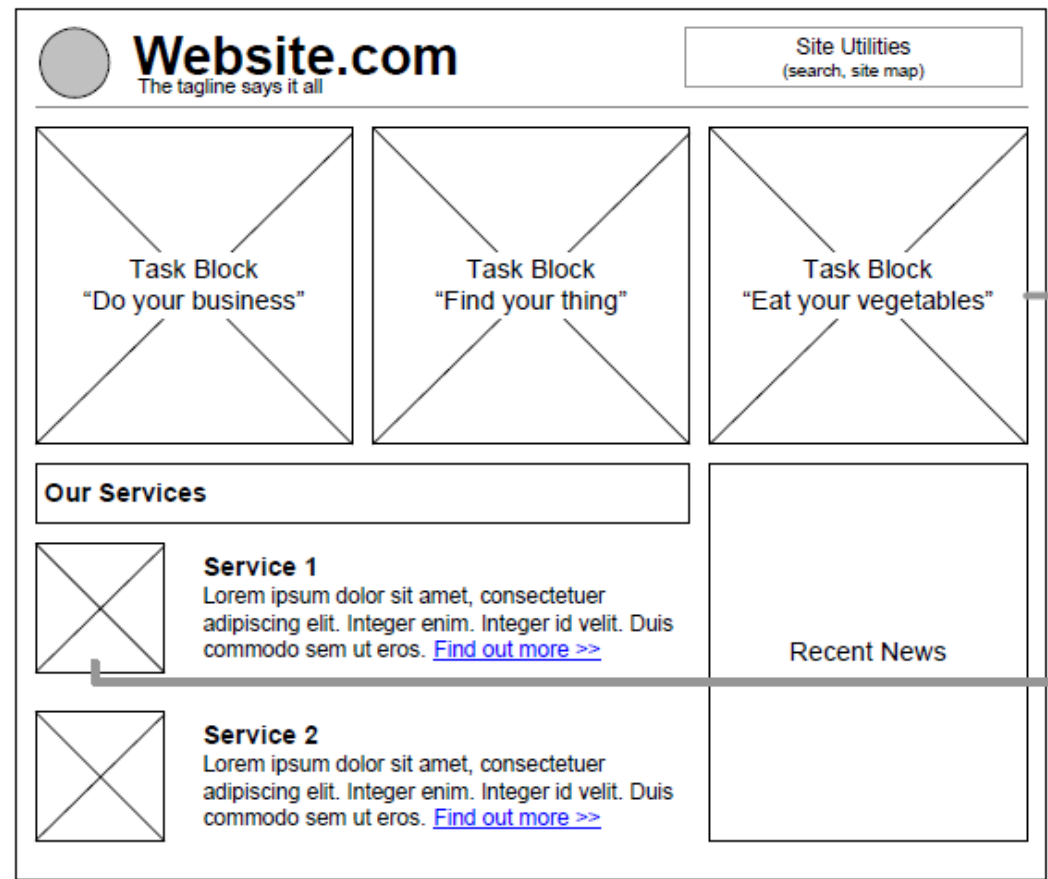 Website.com
The tagline says it all
Site Utilities
(search, site map)
Task Block
“Do your business”
Task Block
“Find your thing”
Task Block
“Eat your vegetables”
Our Services
Service 1
Lorem ipsum dolor sit amet, consectetuer
adipiscing elit. Integer enim. Integer id velit. Duis
commodo sem ut eros. Find out more >>
Service 2
Lorem ipsum dolor sit amet, consectetuer
adipiscing elit. Integer enim. Integer id velit. Duis
commodo sem ut eros. Find out more >>
Recent News